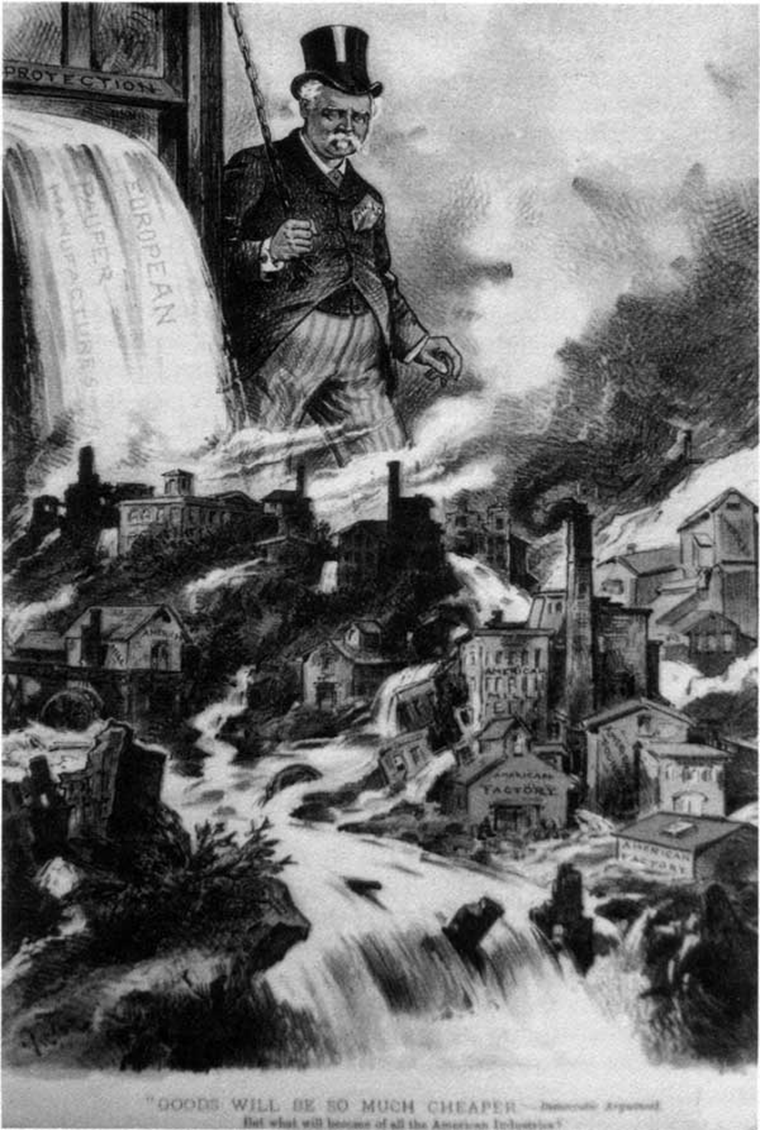 PROTECTION
EUROPEAN
PAUPER
MANUFACTURES
AMERICAN
AMERICAN
AMERICAN
FACTORY
AMERICAN
FACTORY
"GOODS WILL BE SO MUCH CHEAPER—Democratic Argument.
But what will become of all the American Industries?